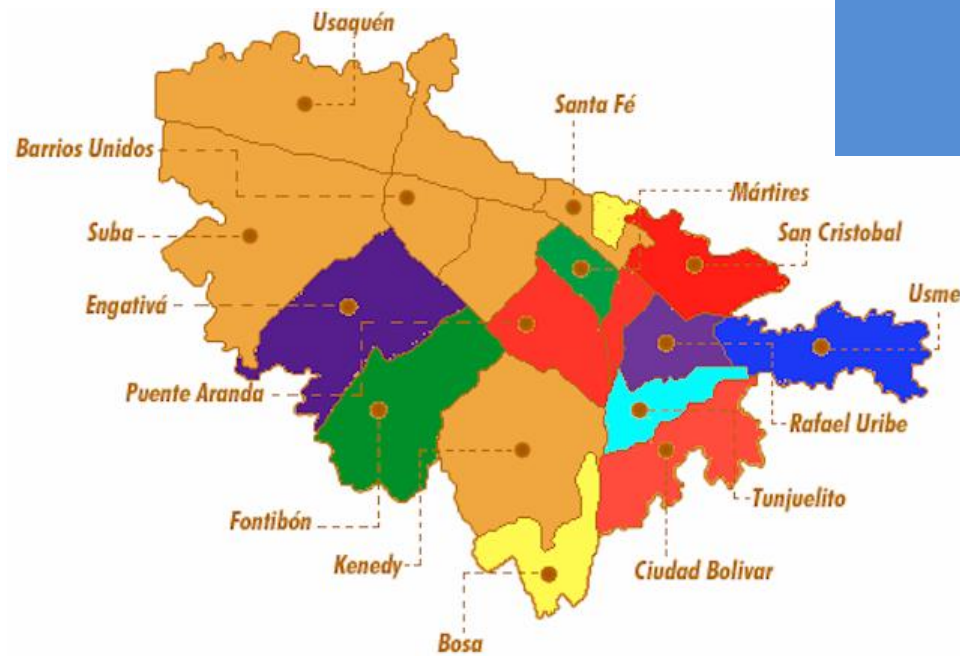 Usaquén
Santa Fé
Barrios Unidos
Mártires
Suba
San Cristobal
Engativá
Usme
Puente Aranda
Rafael Uribe
Tunjuelito
Fontibón
Kenedy
Ciudad Bolivar
Bosa